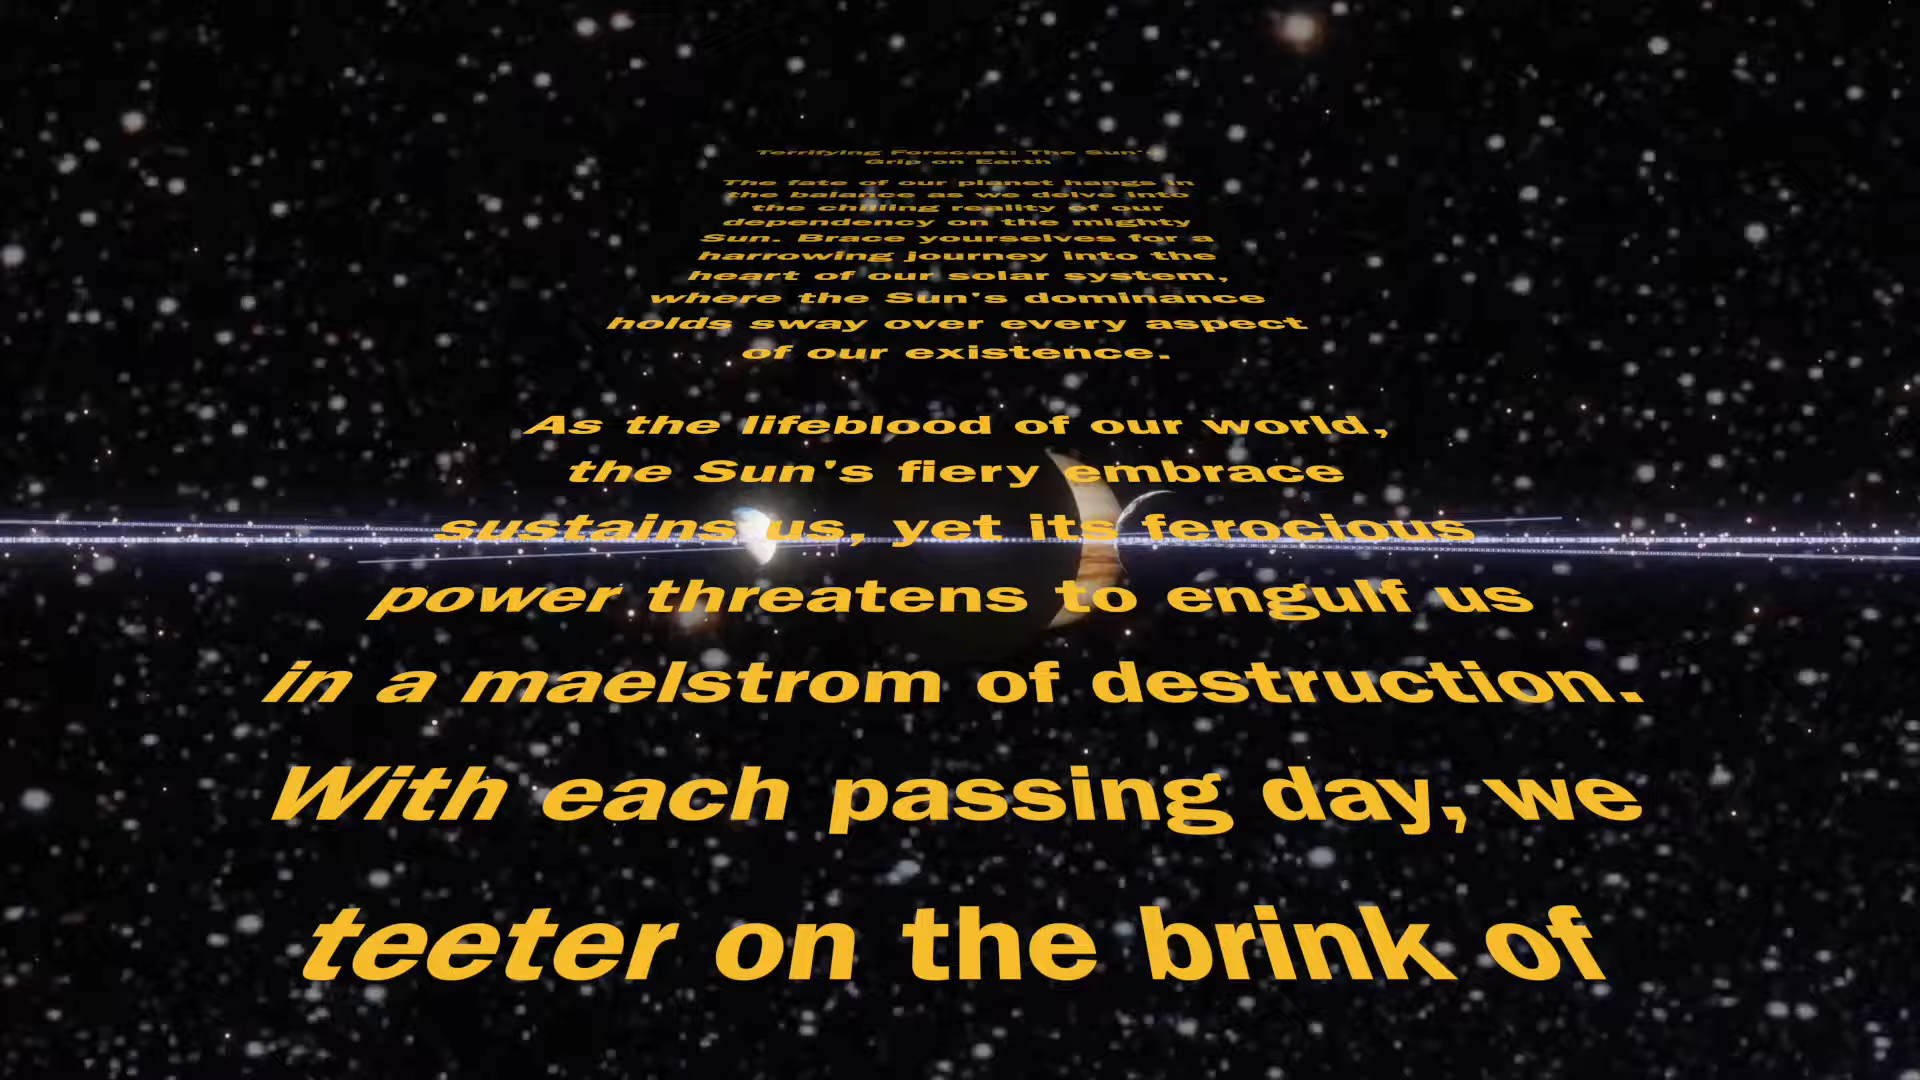 Terrifying Forecast: The Sun's
Grip on Earth
The fate of our planet hangs in
the balance as we delve into
the chilling reality of our
dependency on the mighty
Sun. Brace yourselves for a
harrowing journey into the
heart of our solar system,
where the Sun's dominance
holds sway over every aspect
of our existence.
As the lifeblood of our world,
the Sun's fiery embrace
sustains us, yet its ferocious
power threatens to engulf us
in a maelstrom of destruction.
With each passing day, we
teeter on the brink of